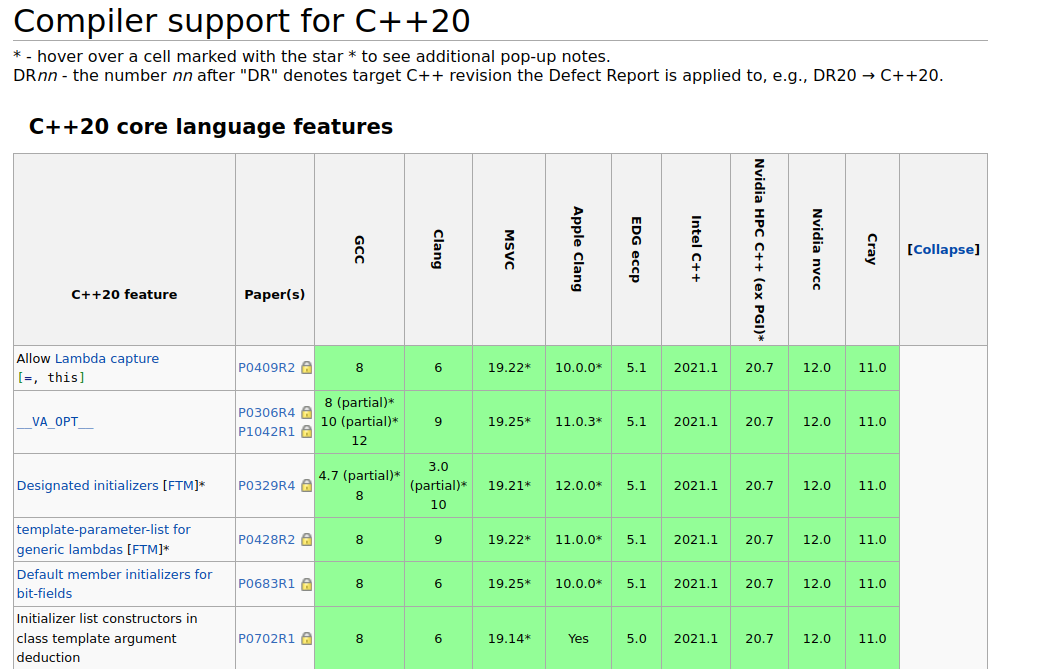 Compiler support for C++20
* - hover over a cell marked with the star * to see additional pop-up notes.
DRnn - the number nn after "DR" denotes target C++ revision the Defect Report is applied to, e.g., DR20 → C++20.
C++20 core language features
C++20 feature Paper(s) GCC Clang MSVC Apple Clang EDG eccp Intel C++ Nvidia HPC C++ (ex PGI)* Nvidia nvcc Cray [Collapse]
Allow Lambda capture
[=, this]
P0409R2 8 6 19.22* 10.0.0* 5.1 2021.1 20.7 12.0 11.0
__VA_OPT__
P0306R4
P1042R1
8 (partial)*
10 (partial)*
12
9 19.25* 11.0.3* 5.1 2021.1 20.7 12.0 11.0
Designated initializers [FTM]*
P0329R4
4.7 (partial)*
8
3.0
(partial)*
10
19.21* 12.0.0* 5.1 2021.1 20.7 12.0 11.0
template-parameter-list for
generic lambdas [FTM]*
P0428R2 8 9 19.22* 11.0.0* 5.1 2021.1 20.7 12.0 11.0
Default member initializers for
bit-fields
P0683R1 8 6 19.25* 10.0.0* 5.1 2021.1 20.7 12.0 11.0
Initializer list constructors in
class template argument
deduction
P0702R1 8 6 19.14* Yes 5.0 2021.1 20.7 12.0 11.0